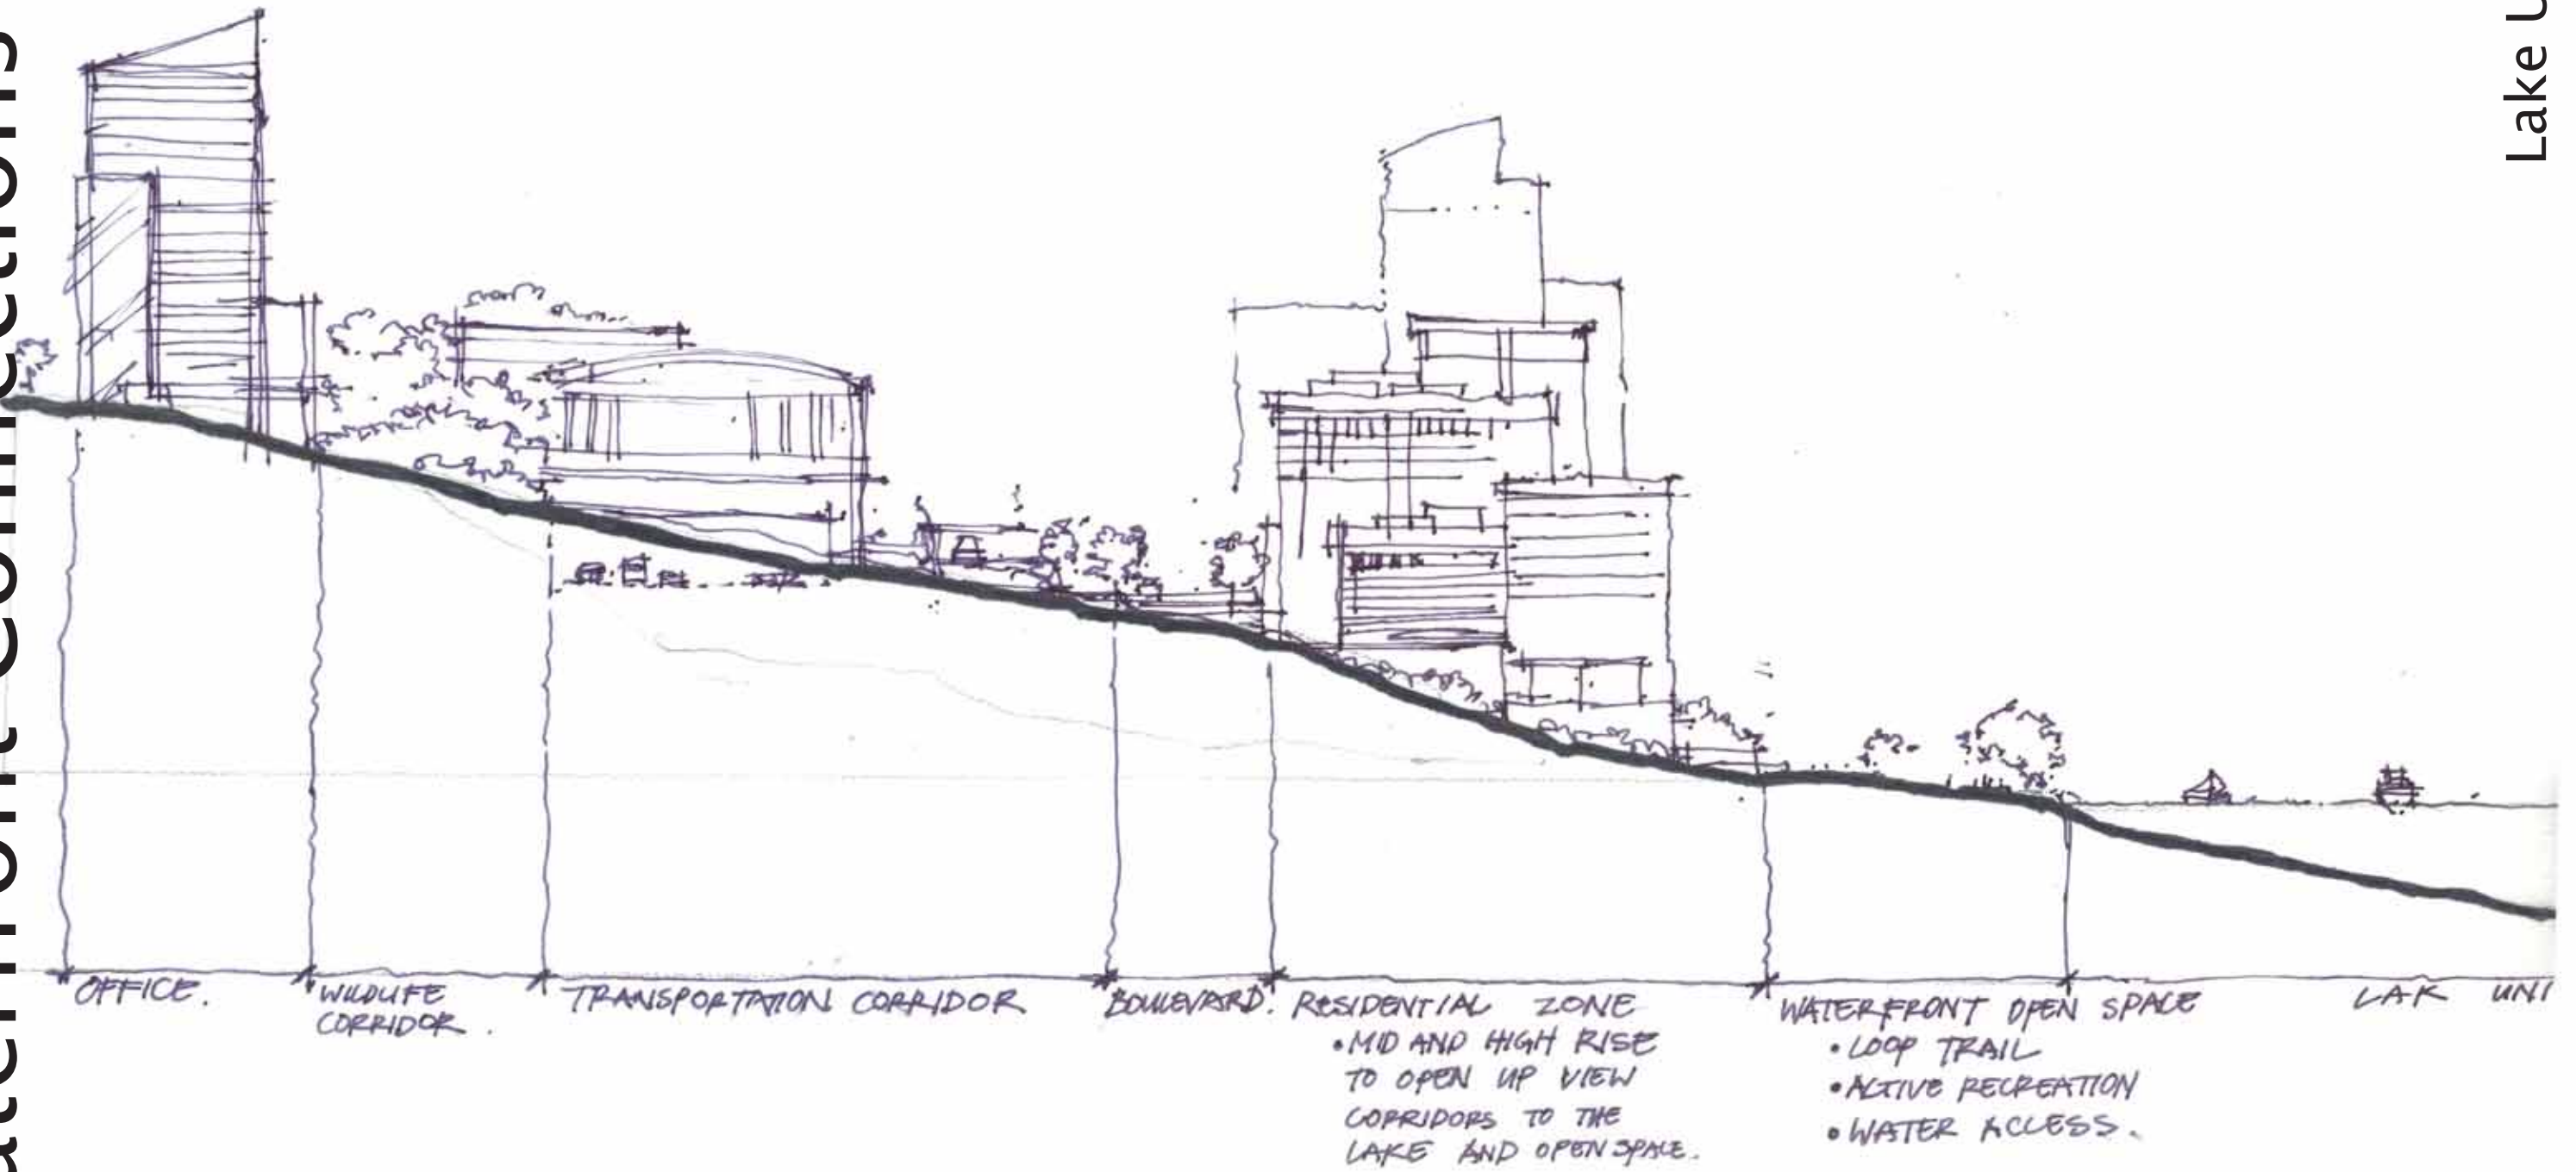 Connections
Lake U
OFFICE.
WILDLIFE
CORRIDOR.
TRANSPORTATION CORRIDOR
BOULEVARD.
RESIDENTIAL ZONE
• MID AND HIGH RISE
TO OPEN UP VIEW
CORRIDORS TO THE
LAKE AND OPEN SPACE.
WATERFRONT OPEN SPACE
• LOOP TRAIL
• ACTIVE RECREATION
• WATER ACCESS.
LAK UNI